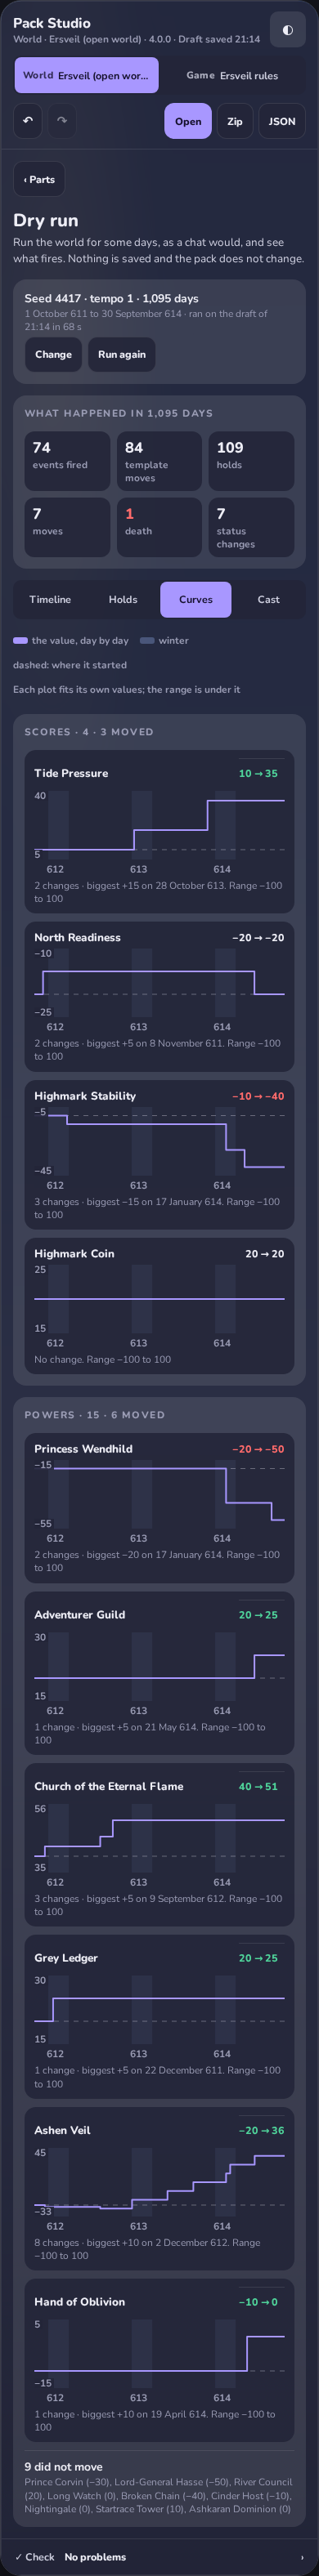 Pack Studio
World · Ersveil (open world) · 4.0.0 · Draft saved 21:14
World Ersveil (open wor...
Game Ersveil rules
Open
Zip
JSON
‹ Parts
Dry run
Run the world for some days, as a chat would, and see
what fires. Nothing is saved and the pack does not change.
Seed 4417 · tempo 1 · 1,095 days
1 October 611 to 30 September 614 · ran on the draft of
21:14 in 68 s
Change
Run again
WHAT HAPPENED IN 1,095 DAYS
74
events fired
84
template
moves
109
holds
7
moves
1
death
7
status
changes
Timeline
Holds
Curves
Cast
the value, day by day
winter
dashed: where it started
Each plot fits its own values; the range is under it
SCORES · 4 · 3 MOVED
Tide Pressure
10 → 35
40
5
612
613
614
2 changes · biggest +15 on 28 October 613. Range −100
to 100
North Readiness
−20 → −20
−10
−25
612
613
614
2 changes · biggest +5 on 8 November 611. Range −100
to 100
Highmark Stability
−10 → −40
−5
−45
612
613
614
3 changes · biggest −15 on 17 January 614. Range −100
to 100
Highmark Coin
20 → 20
25
15
612
613
614
No change. Range −100 to 100
POWERS · 15 · 6 MOVED
Princess Wendhild
−20 → −50
−15
−55
612
613
614
2 changes · biggest −20 on 17 January 614. Range −100
to 100
Adventurer Guild
20 → 25
30
15
612
613
614
1 change · biggest +5 on 21 May 614. Range −100 to
100
Church of the Eternal Flame
40 → 51
56
35
612
613
614
3 changes · biggest +5 on 9 September 612. Range −100
to 100
Grey Ledger
20 → 25
30
15
612
613
614
1 change · biggest +5 on 22 December 611. Range −100
to 100
Ashen Veil
−20 → 36
45
−33
612
613
614
8 changes · biggest +10 on 2 December 612. Range
−100 to 100
Hand of Oblivion
−10 → 0
5
−15
612
613
614
1 change · biggest +10 on 19 April 614. Range −100 to
100
9 did not move
Prince Corvin (−30), Lord-General Hasse (−50), River Council
(20), Long Watch (0), Broken Chain (−40), Cinder Host (−10),
Nightingale (0), Startrace Tower (10), Ashkaran Dominion (0)
✓ Check No problems
›